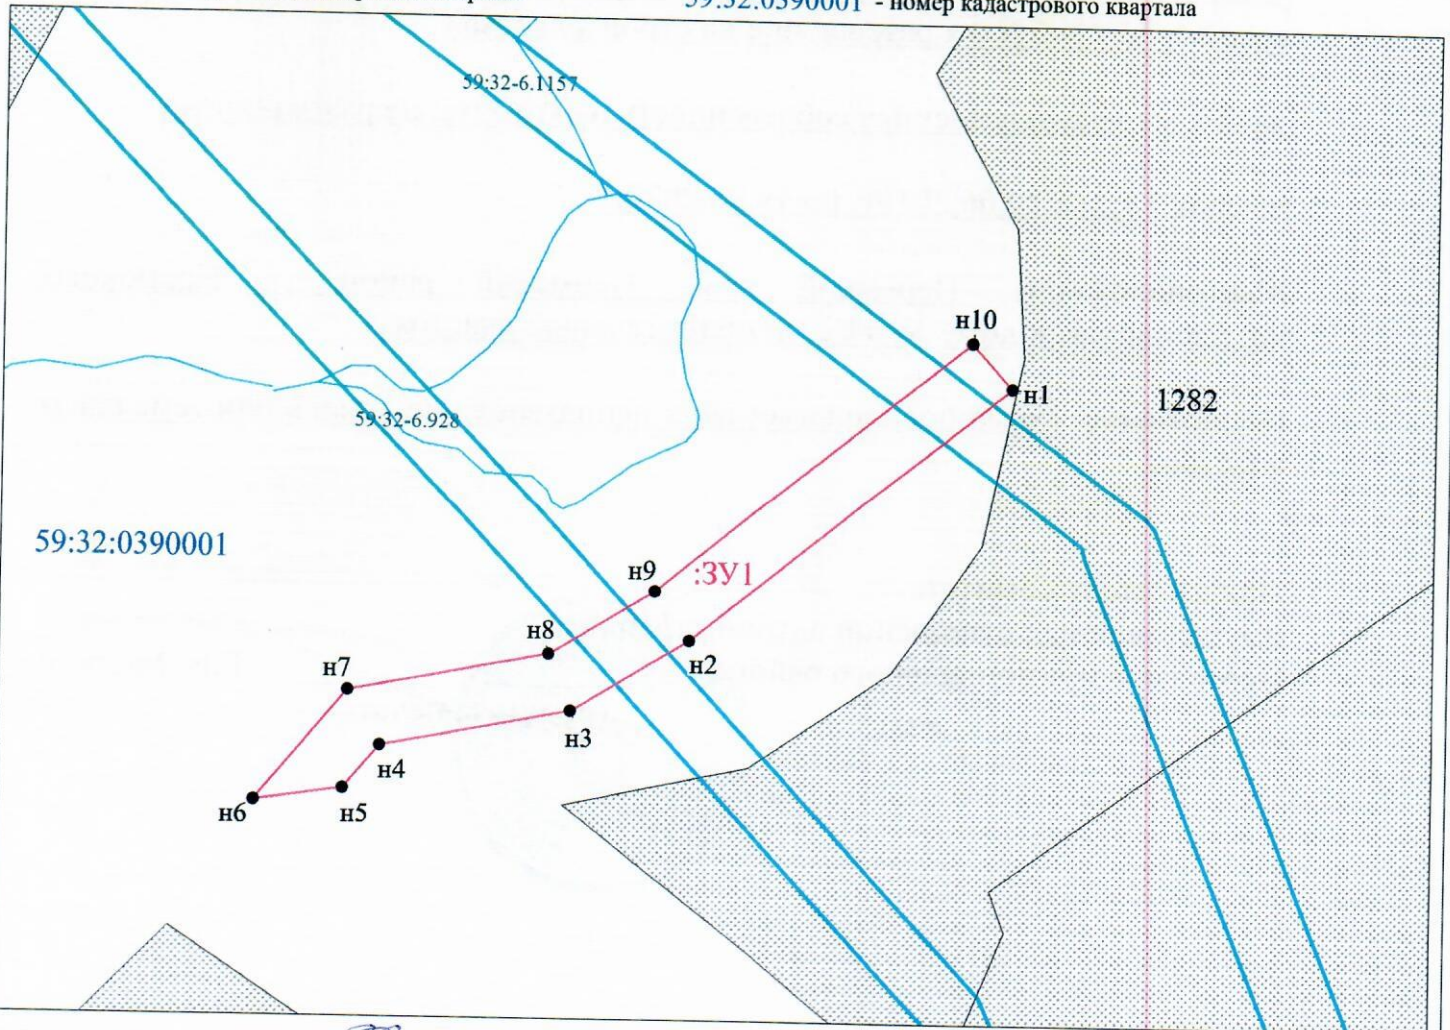 59:32:0390001 - номер кадастрового квартала
59:32-6.1157
н10
н1
1282
59:32-6.928
59:32:0390001
н9
:ЗУ1
н8
н2
н7
н3
н4
н6
н5